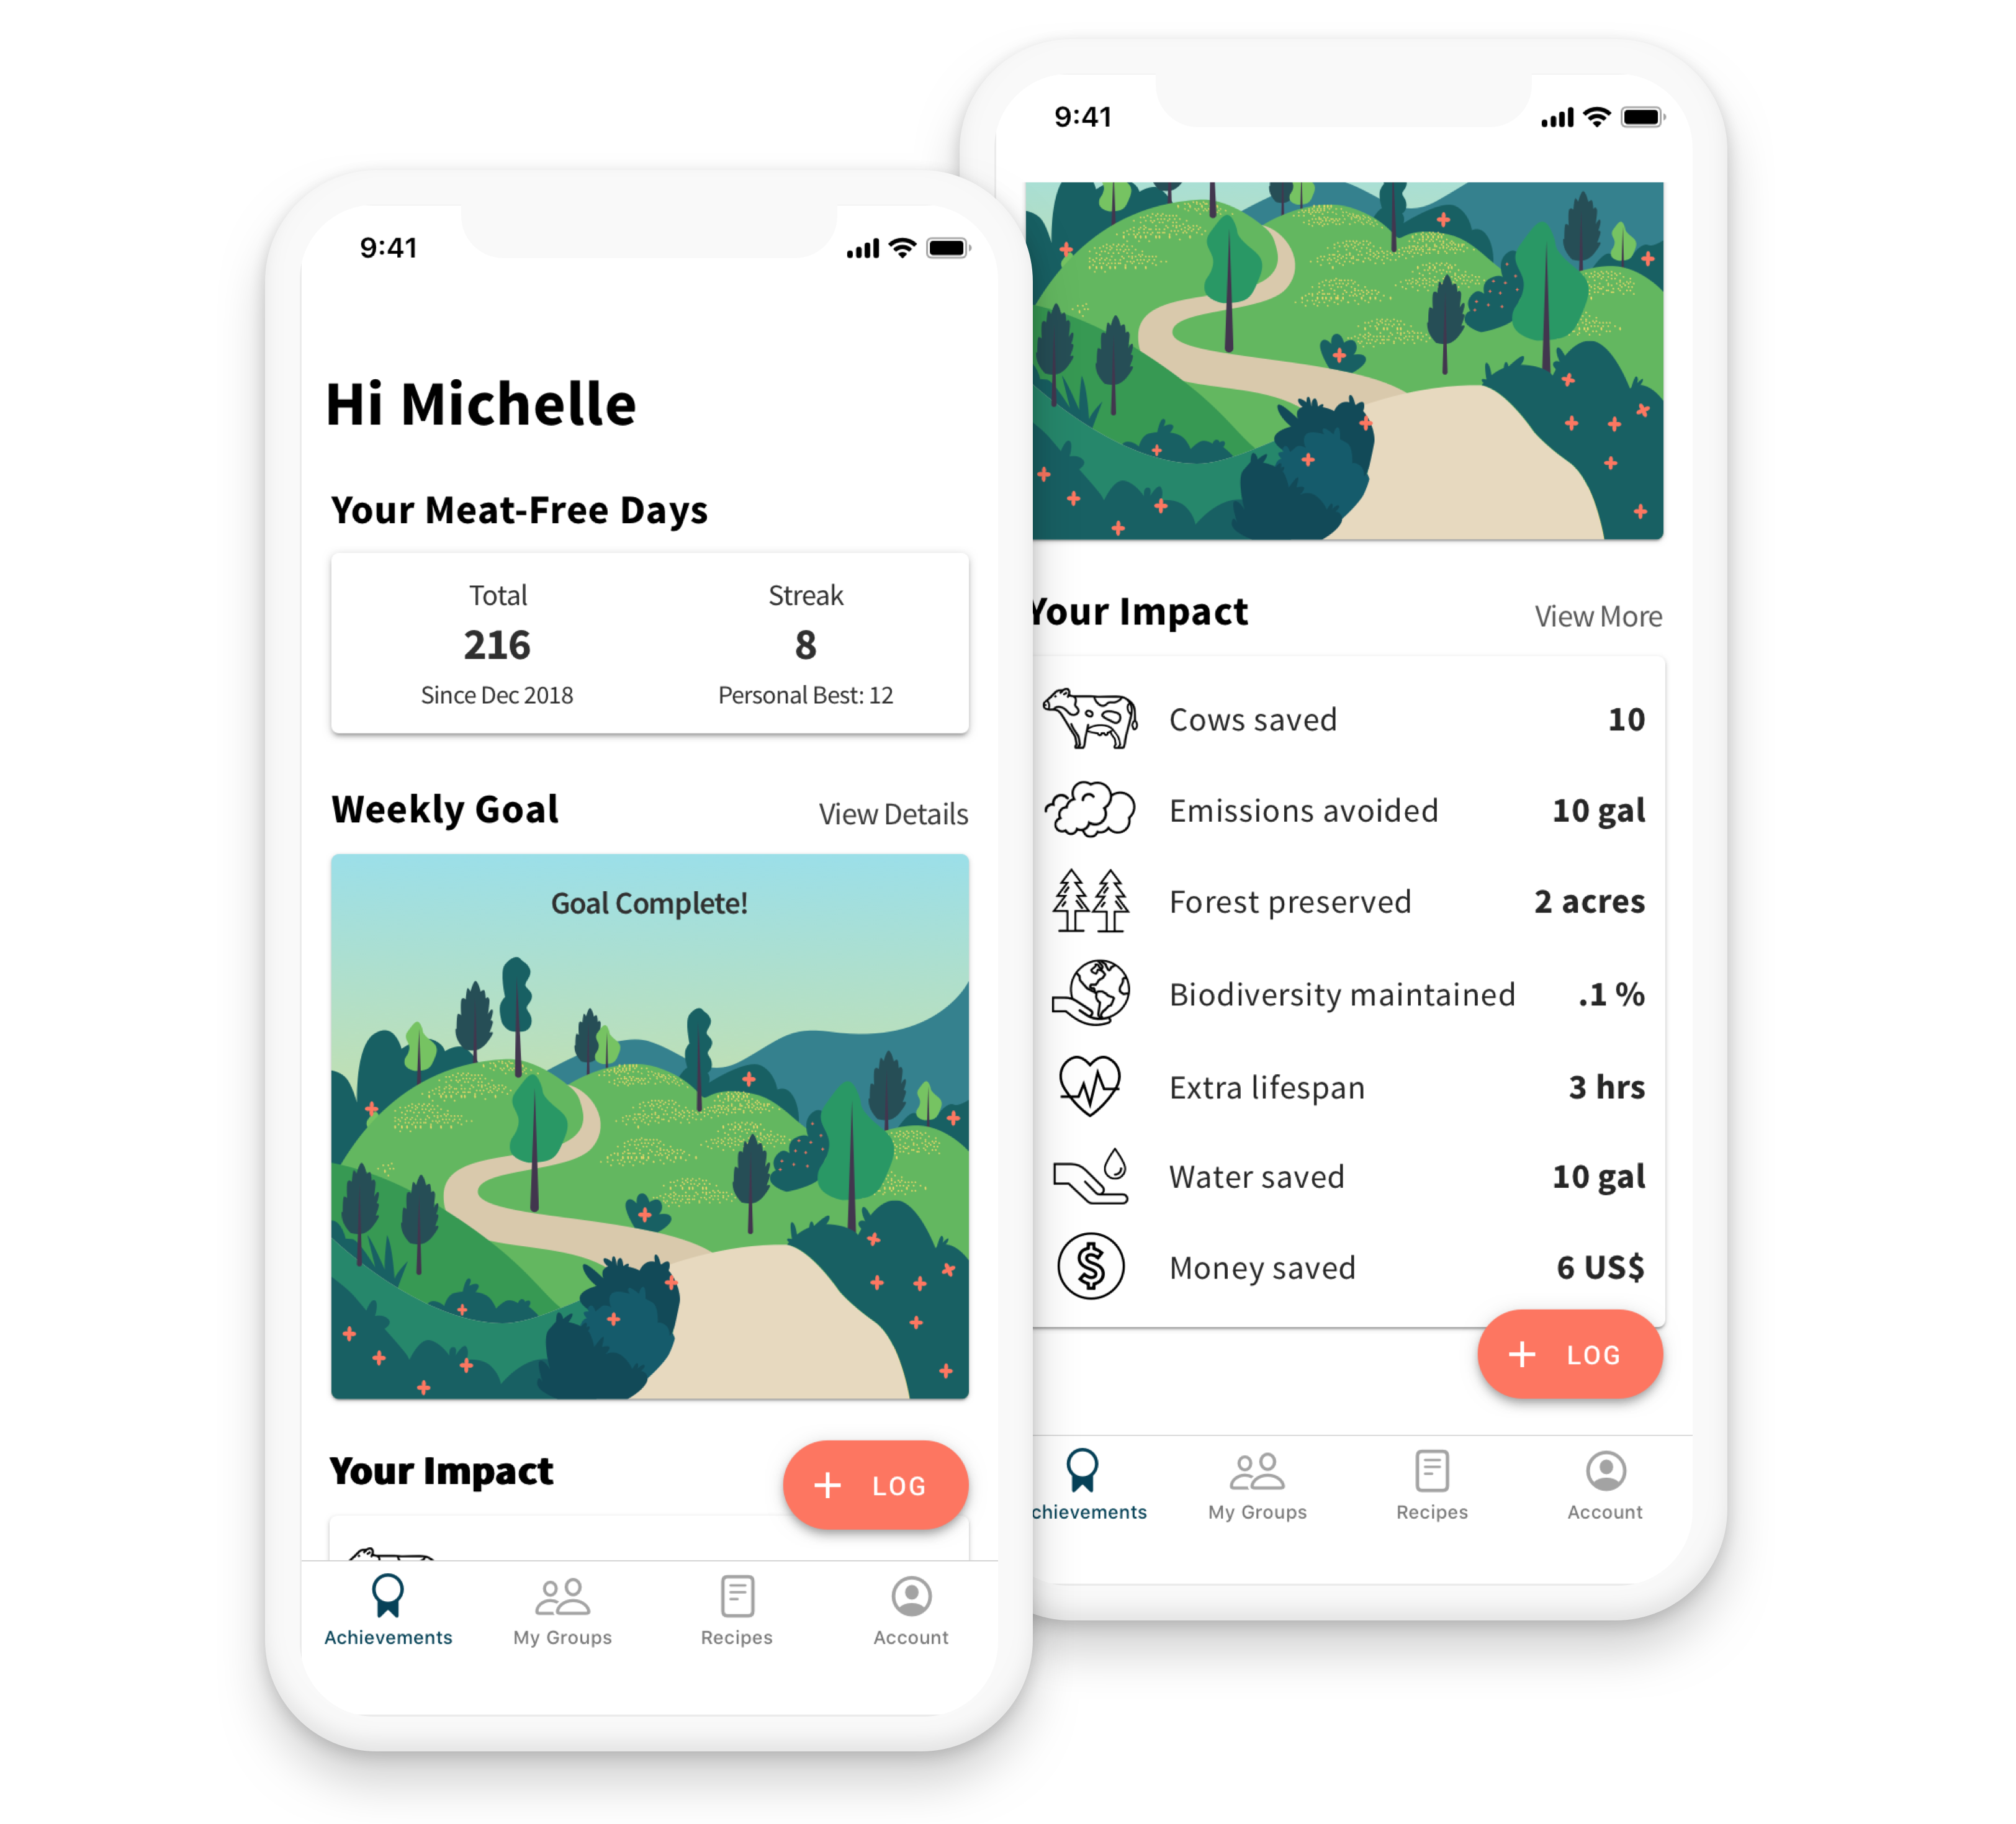 9:41
Hi Michelle
Your Meat-Free Days
Total
216
Since Dec 2018
Streak
8
Personal Best: 12
Weekly Goal
View Details
Goal Complete!
Your Impact
+ LOG
Achievements
My Groups
Recipes
Account
9:41
Your Impact
View More
Cows saved 10
Emissions avoided 10 gal
Forest preserved 2 acres
Biodiversity maintained .1 %
Extra lifespan 3 hrs
Water saved 10 gal
$ Money saved 6 US$
+ LOG
chievements
My Groups
Recipes
Account